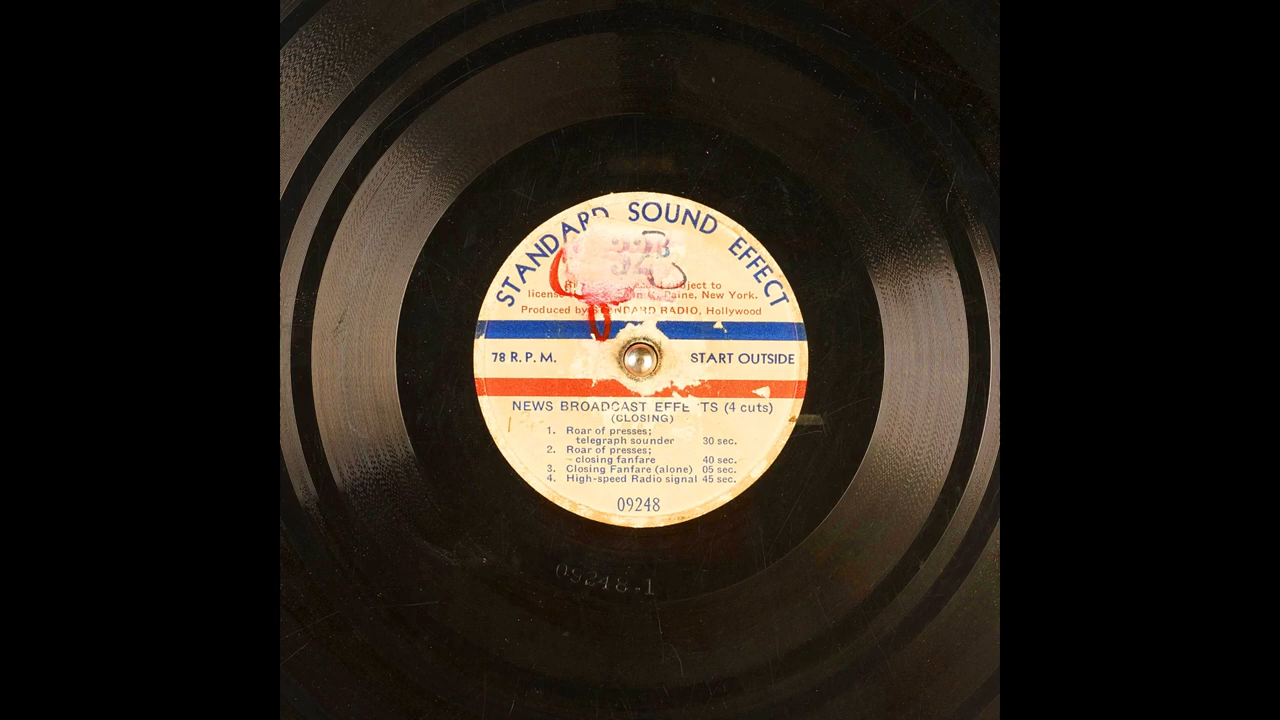 STANDARD SOUND EFFECT
subject to
license Paine, New York.
Produced by STANDARD RADIO, Hollywood
78 R.P.M. START OUTSIDE
NEWS BROADCAST EFFE TS (4 cuts)
(CLOSING)
1. Roar of presses;
telegraph sounder 30 sec.
2. Roar of presses;
closing fanfare 40 sec.
3. Closing Fanfare (alone) 05 sec.
4. High-speed Radio signal 45 sec.
09248
09248-1